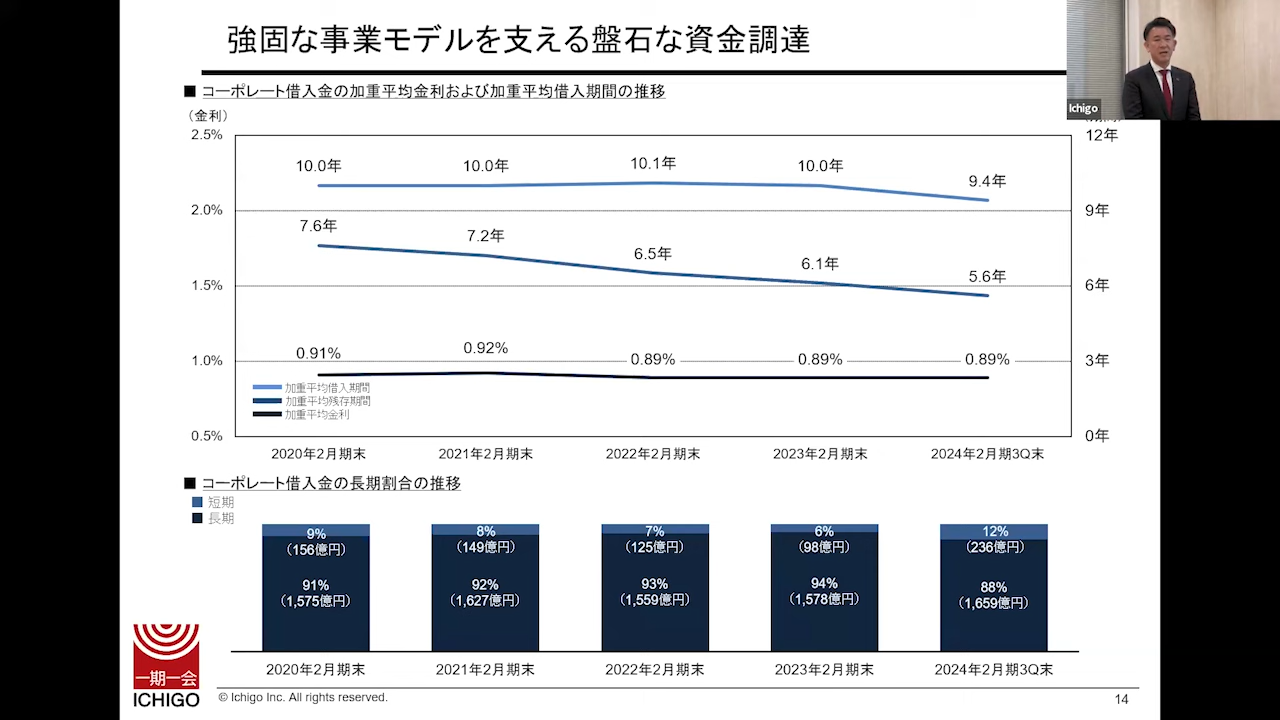 強固な事業モデルを支える盤石な資金調達
Ichigo
■ コーポレート借入金の加重平均金利および加重平均借入期間の推移
（金利）
2.5%
12年
10.0年
10.0年
10.1年
10.0年
9.4年
2.0%
9年
7.6年
7.2年
6.5年
6.1年
5.6年
1.5%
6年
0.91%
0.92%
0.89%
0.89%
0.89%
1.0%
3年
加重平均借入期間
加重平均残存期間
加重平均金利
0.5%
0年
2020年2月期末
2021年2月期末
2022年2月期末
2023年2月期末
2024年2月期3Q末
■ コーポレート借入金の長期割合の推移
短期
長期
9%
（156億円）
91%
（1,575億円）
8%
（149億円）
92%
（1,627億円）
7%
（125億円）
93%
（1,559億円）
6%
（98億円）
94%
（1,578億円）
12%
（236億円）
88%
（1,659億円）
2020年2月期末
2021年2月期末
2022年2月期末
2023年2月期末
2024年2月期3Q末
一期一会
ICHIGO
© Ichigo Inc. All rights reserved.
14